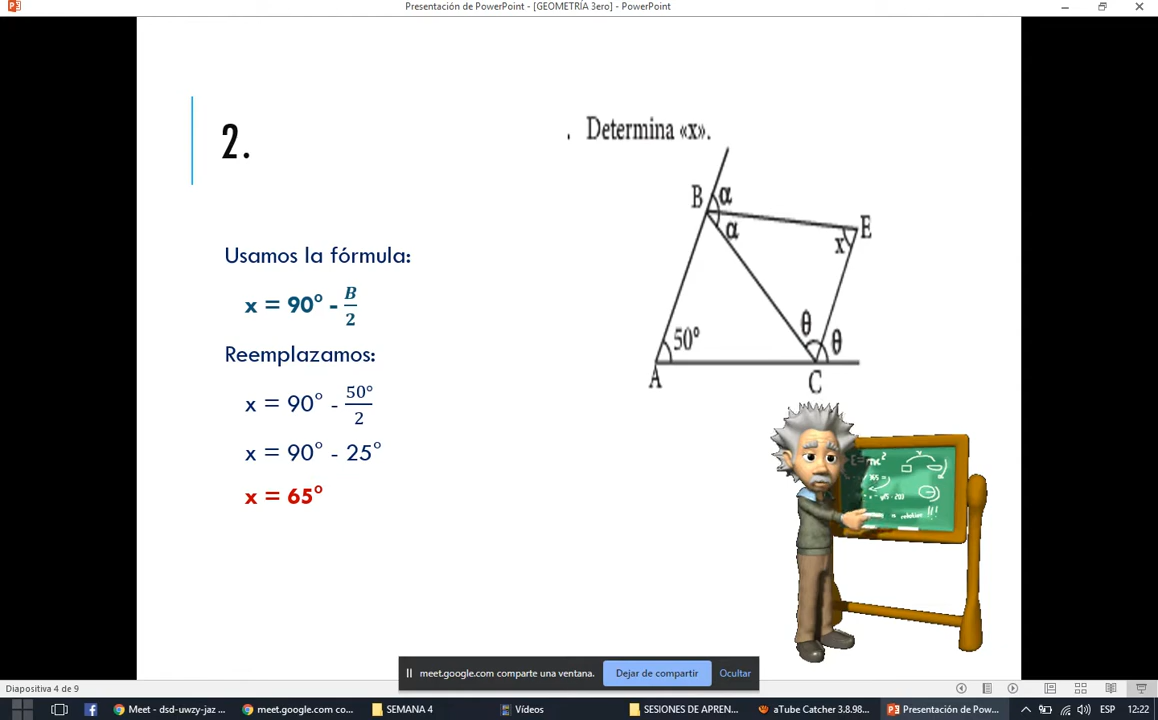 Presentación de PowerPoint - [GEOMETRÍA 3ero] - PowerPoint
2.
. Determina «x».
B
α
α
E
x
50°
θ
θ
A
C
Usamos la fórmula:
x = 90° - B/2
Reemplazamos:
x = 90° - 50°/2
x = 90° - 25°
x = 65°
meet.google.com comparte una ventana.
Dejar de compartir
Ocultar
Diapositiva 4 de 9
Meet - dsd-uwzy-jaz ...
meet.google.com co...
SEMANA 4
Vídeos
SESIONES DE APREN...
aTube Catcher 3.8.98...
Presentación de Pow...
ESP
12:22